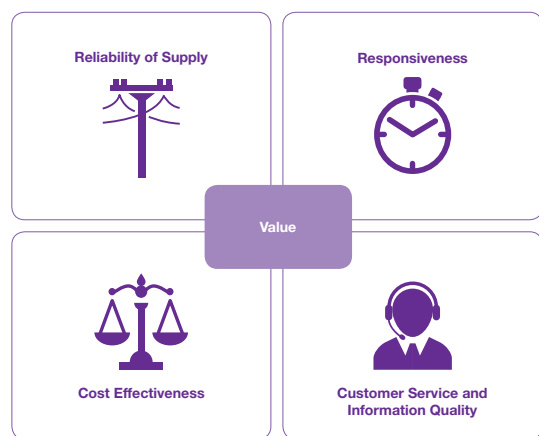 Reliability of Supply
Responsiveness
Value
Cost Effectiveness
Customer Service and
Information Quality